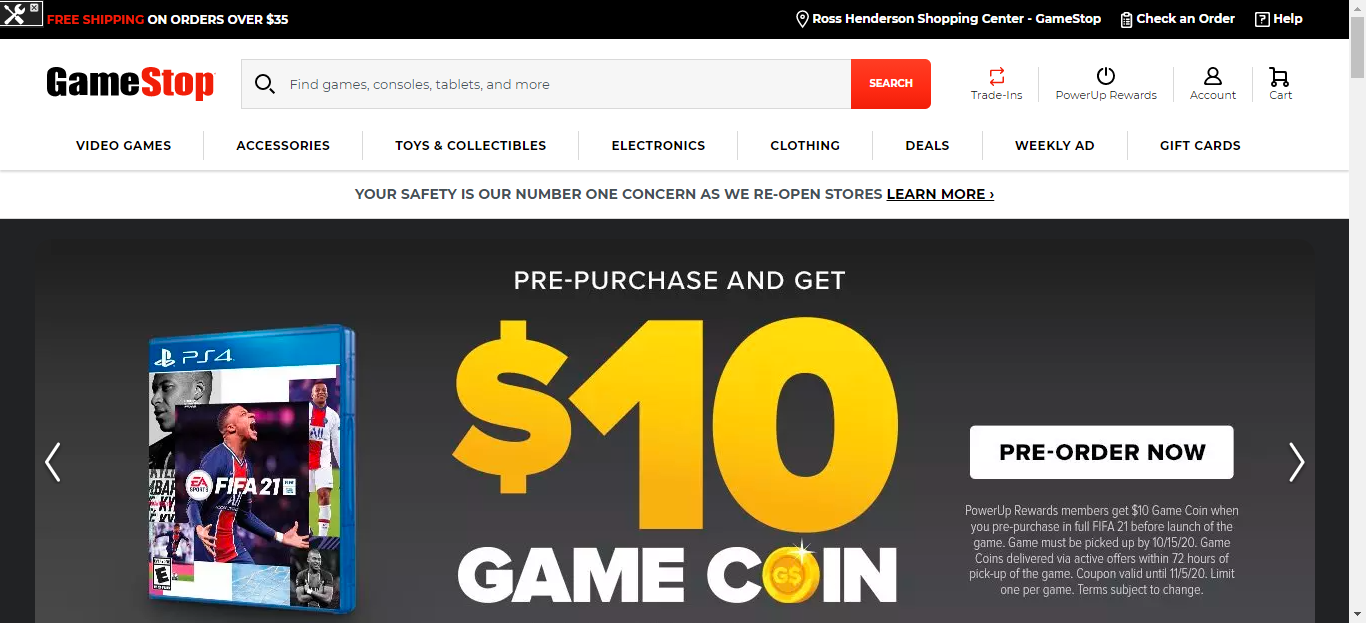 FREE SHIPPING ON ORDERS OVER $35
Ross Henderson Shopping Center - GameStop
Check an Order
Help
GameStop
Find games, consoles, tablets, and more
SEARCH
Trade-Ins
PowerUp Rewards
Account
Cart
VIDEO GAMES
ACCESSORIES
TOYS & COLLECTIBLES
ELECTRONICS
CLOTHING
DEALS
WEEKLY AD
GIFT CARDS
YOUR SAFETY IS OUR NUMBER ONE CONCERN AS WE RE-OPEN STORES LEARN MORE ›
PRE-PURCHASE AND GET
$10
GAME COIN
PS4
EA
SPORTS
FIFA 21
E
PRE-ORDER NOW
PowerUp Rewards members get $10 Game Coin when
you pre-purchase in full FIFA 21 before launch of the
game. Game must be picked up by 10/15/20. Game
Coins delivered via active offers within 72 hours of
pick-up of the game. Coupon valid until 11/5/20. Limit
one per game. Terms subject to change.